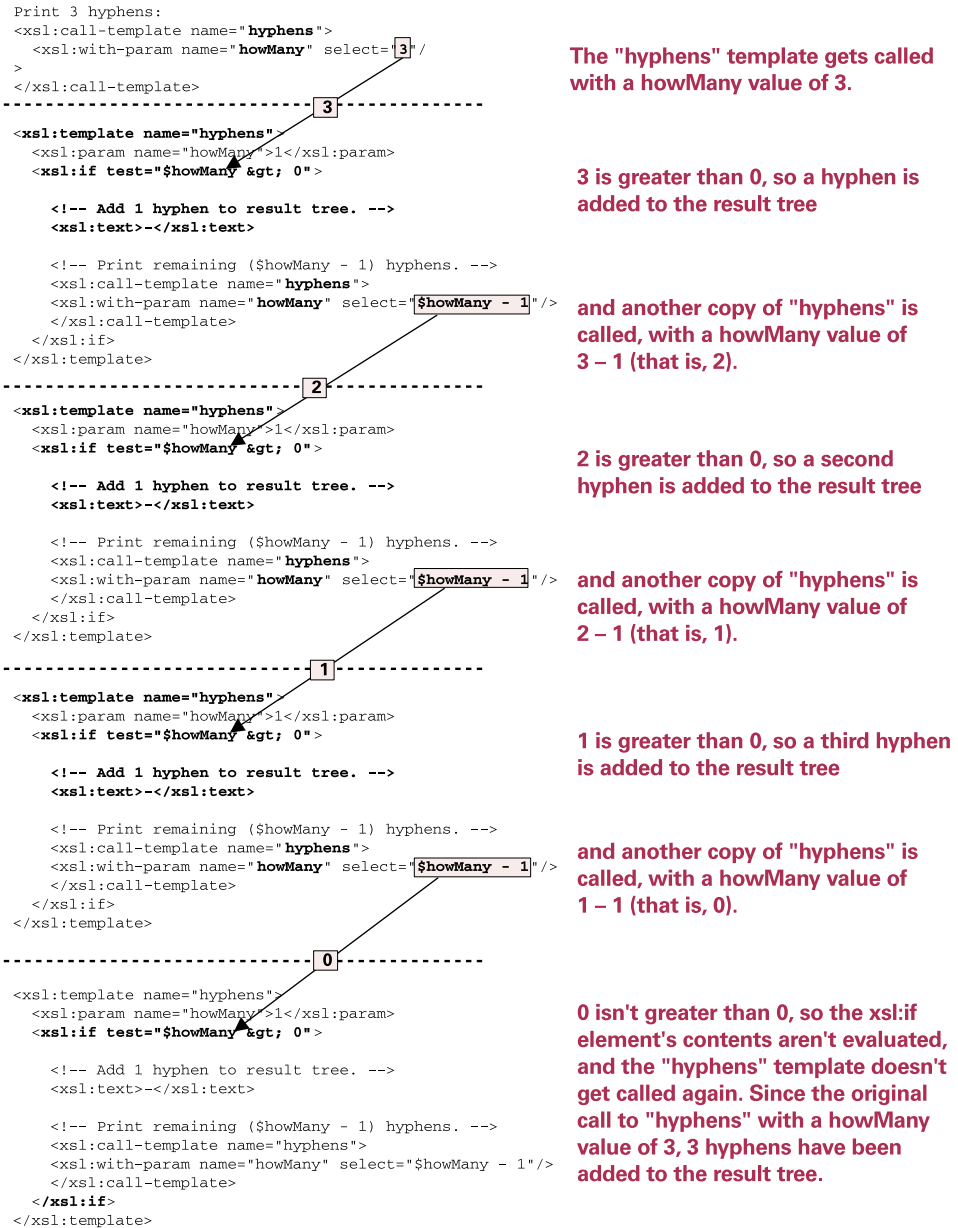 Print 3 hyphens:
<xsl:call-template name="hyphens">
  <xsl:with-param name="howMany" select="3"/
>
</xsl:call-template>
The "hyphens" template gets called
with a howMany value of 3.
3
<xsl:template name="hyphens">
  <xsl:param name="howMany">1</xsl:param>
  <xsl:if test="$howMany &gt; 0">
3 is greater than 0, so a hyphen is
added to the result tree
    <!-- Add 1 hyphen to result tree. -->
    <xsl:text>-</xsl:text>
    <!-- Print remaining ($howMany - 1) hyphens. -->
    <xsl:call-template name="hyphens">
    <xsl:with-param name="howMany" select="$howMany - 1"/>
    </xsl:call-template>
  </xsl:if>
</xsl:template>
and another copy of "hyphens" is
called, with a howMany value of
3 – 1 (that is, 2).
2
<xsl:template name="hyphens">
  <xsl:param name="howMany">1</xsl:param>
  <xsl:if test="$howMany &gt; 0">
2 is greater than 0, so a second
hyphen is added to the result tree
    <!-- Add 1 hyphen to result tree. -->
    <xsl:text>-</xsl:text>
    <!-- Print remaining ($howMany - 1) hyphens. -->
    <xsl:call-template name="hyphens">
    <xsl:with-param name="howMany" select="$howMany - 1"/>
    </xsl:call-template>
  </xsl:if>
</xsl:template>
and another copy of "hyphens" is
called, with a howMany value of
2 – 1 (that is, 1).
1
<xsl:template name="hyphens">
  <xsl:param name="howMany">1</xsl:param>
  <xsl:if test="$howMany &gt; 0">
1 is greater than 0, so a third hyphen
is added to the result tree
    <!-- Add 1 hyphen to result tree. -->
    <xsl:text>-</xsl:text>
    <!-- Print remaining ($howMany - 1) hyphens. -->
    <xsl:call-template name="hyphens">
    <xsl:with-param name="howMany" select="$howMany - 1"/>
    </xsl:call-template>
  </xsl:if>
</xsl:template>
and another copy of "hyphens" is
called, with a howMany value of
1 – 1 (that is, 0).
0
<xsl:template name="hyphens">
  <xsl:param name="howMany">1</xsl:param>
  <xsl:if test="$howMany &gt; 0">
    <!-- Add 1 hyphen to result tree. -->
    <xsl:text>-</xsl:text>
    <!-- Print remaining ($howMany - 1) hyphens. -->
    <xsl:call-template name="hyphens">
    <xsl:with-param name="howMany" select="$howMany - 1"/>
    </xsl:call-template>
  </xsl:if>
</xsl:template>
0 isn't greater than 0, so the xsl:if
element's contents aren't evaluated,
and the "hyphens" template doesn't
get called again. Since the original
call to "hyphens" with a howMany
value of 3, 3 hyphens have been
added to the result tree.